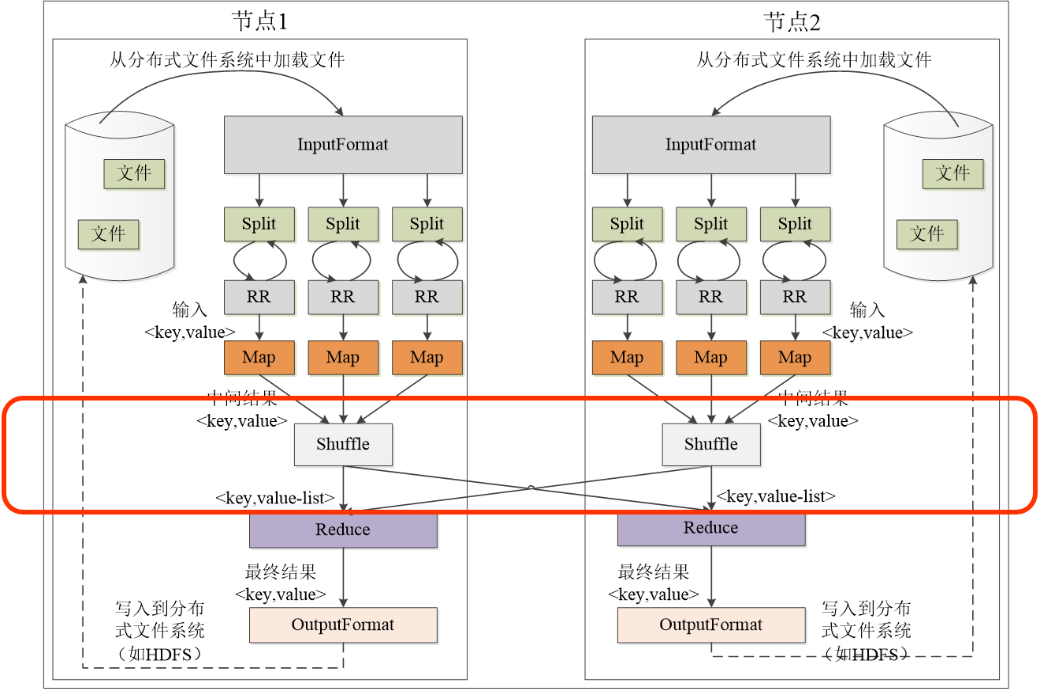 节点1
节点2
从分布式文件系统中加载文件
从分布式文件系统中加载文件
InputFormat
InputFormat
文件
文件
文件
文件
Split
Split
Split
Split
Split
Split
RR
RR
RR
RR
RR
RR
输入
<key,value>
输入
<key,value>
Map
Map
Map
Map
Map
Map
中间结果
<key,value>
中间结果
<key,value>
Shuffle
Shuffle
<key,value-list>
<key,value-list>
Reduce
Reduce
最终结果
<key,value>
最终结果
<key,value>
写入到分布
式文件系统
（如HDFS）
OutputFormat
OutputFormat
写入到分布
式文件系统
（如HDFS）